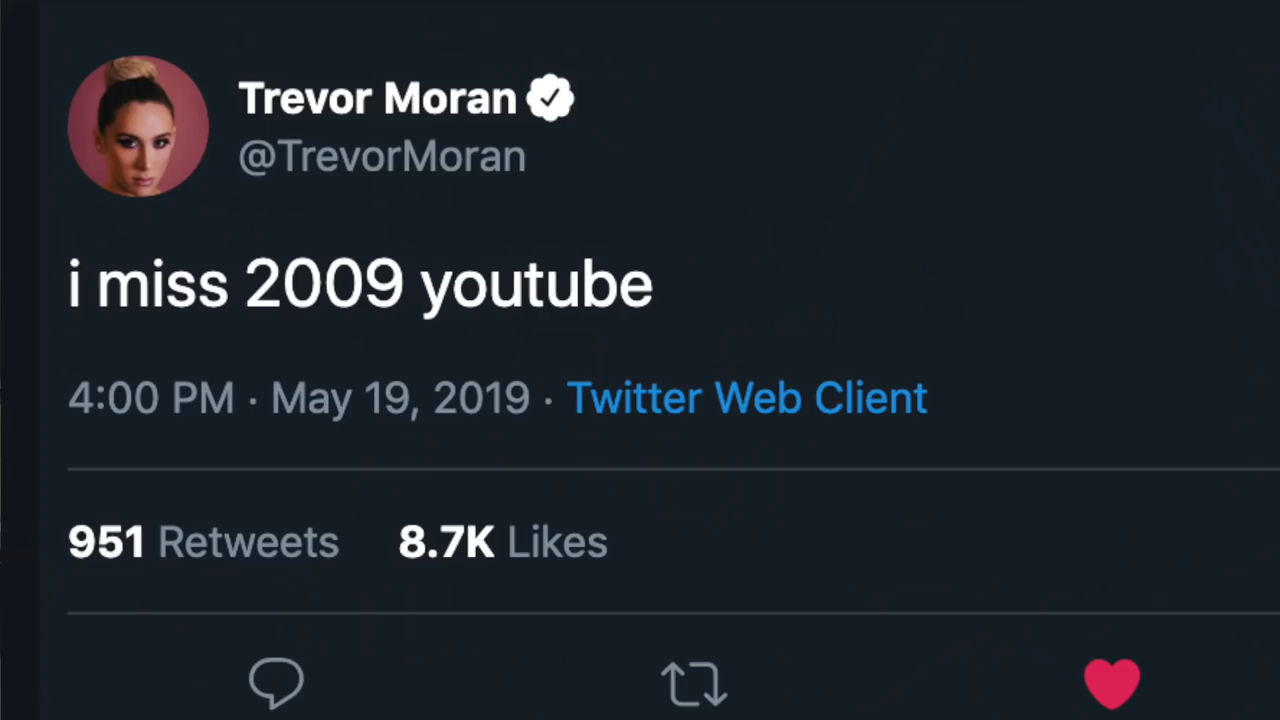 Trevor Moran
@TrevorMoran
i miss 2009 youtube
4:00 PM · May 19, 2019 · Twitter Web Client
951 Retweets 8.7K Likes